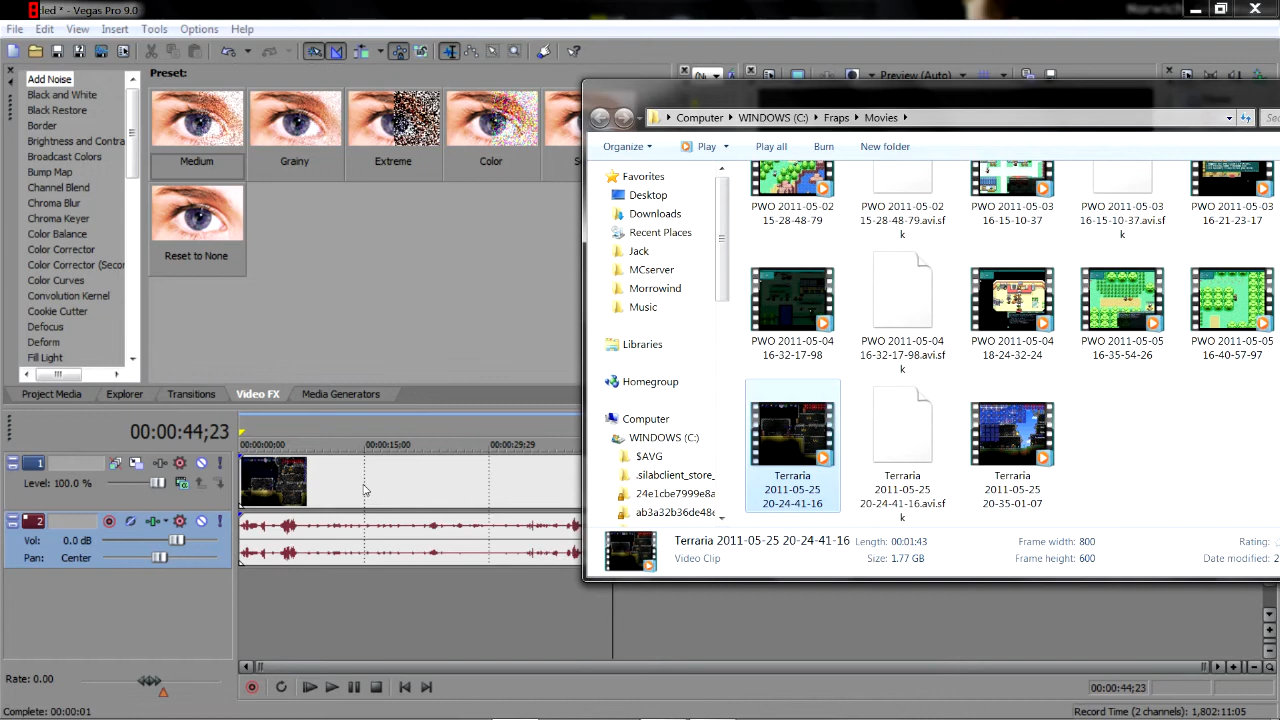 led * - Vegas Pro 9.0
File Edit View Insert Tools Options Help
Add Noise
Black and White
Black Restore
Border
Brightness and Contra
Broadcast Colors
Bump Map
Channel Blend
Chroma Blur
Chroma Keyer
Color Balance
Color Corrector
Color Corrector (Seco
Color Curves
Convolution Kernel
Cookie Cutter
Defocus
Deform
Fill Light
Preset:
Medium
Grainy
Extreme
Color
Reset to None
Project Media Explorer Transitions Video FX Media Generators
Preview (Auto)
Computer WINDOWS (C:) Fraps Movies
Organize Play Play all Burn New folder
Favorites
Desktop
Downloads
Recent Places
Jack
MCserver
Morrowind
Music
Libraries
Homegroup
Computer
WINDOWS (C:)
$AVG
.silabclient_store_
24e1cbe7999e8a
ab3a32b36de48e
PWO 2011-05-02
15-28-48-79
PWO 2011-05-02
15-28-48-79.avi.sf
k
PWO 2011-05-03
16-15-10-37
PWO 2011-05-03
16-15-10-37.avi.sf
k
PWO 2011-05-03
16-21-23-17
PWO 2011-05-04
16-32-17-98
PWO 2011-05-04
16-32-17-98.avi.sf
k
PWO 2011-05-04
18-24-32-24
PWO 2011-05-05
16-35-54-26
PWO 2011-05-05
16-40-57-97
Terraria
2011-05-25
20-24-41-16
Terraria
2011-05-25
20-24-41-16.avi.sf
k
Terraria
2011-05-25
20-35-01-07
Terraria 2011-05-25 20-24-41-16
Video Clip
Length: 00:01:43
Size: 1.77 GB
Frame width: 800
Frame height: 600
Rating:
Date modified: 2
00:00:44;23
00:00:00;00 00:00:15;00 00:00:29;29
1
Level: 100.0 %
2
Vol: 0.0 dB
Pan: Center
Rate: 0.00
00:00:44;23
Complete: 00:00:01
Record Time (2 channels): 1,802:11:05